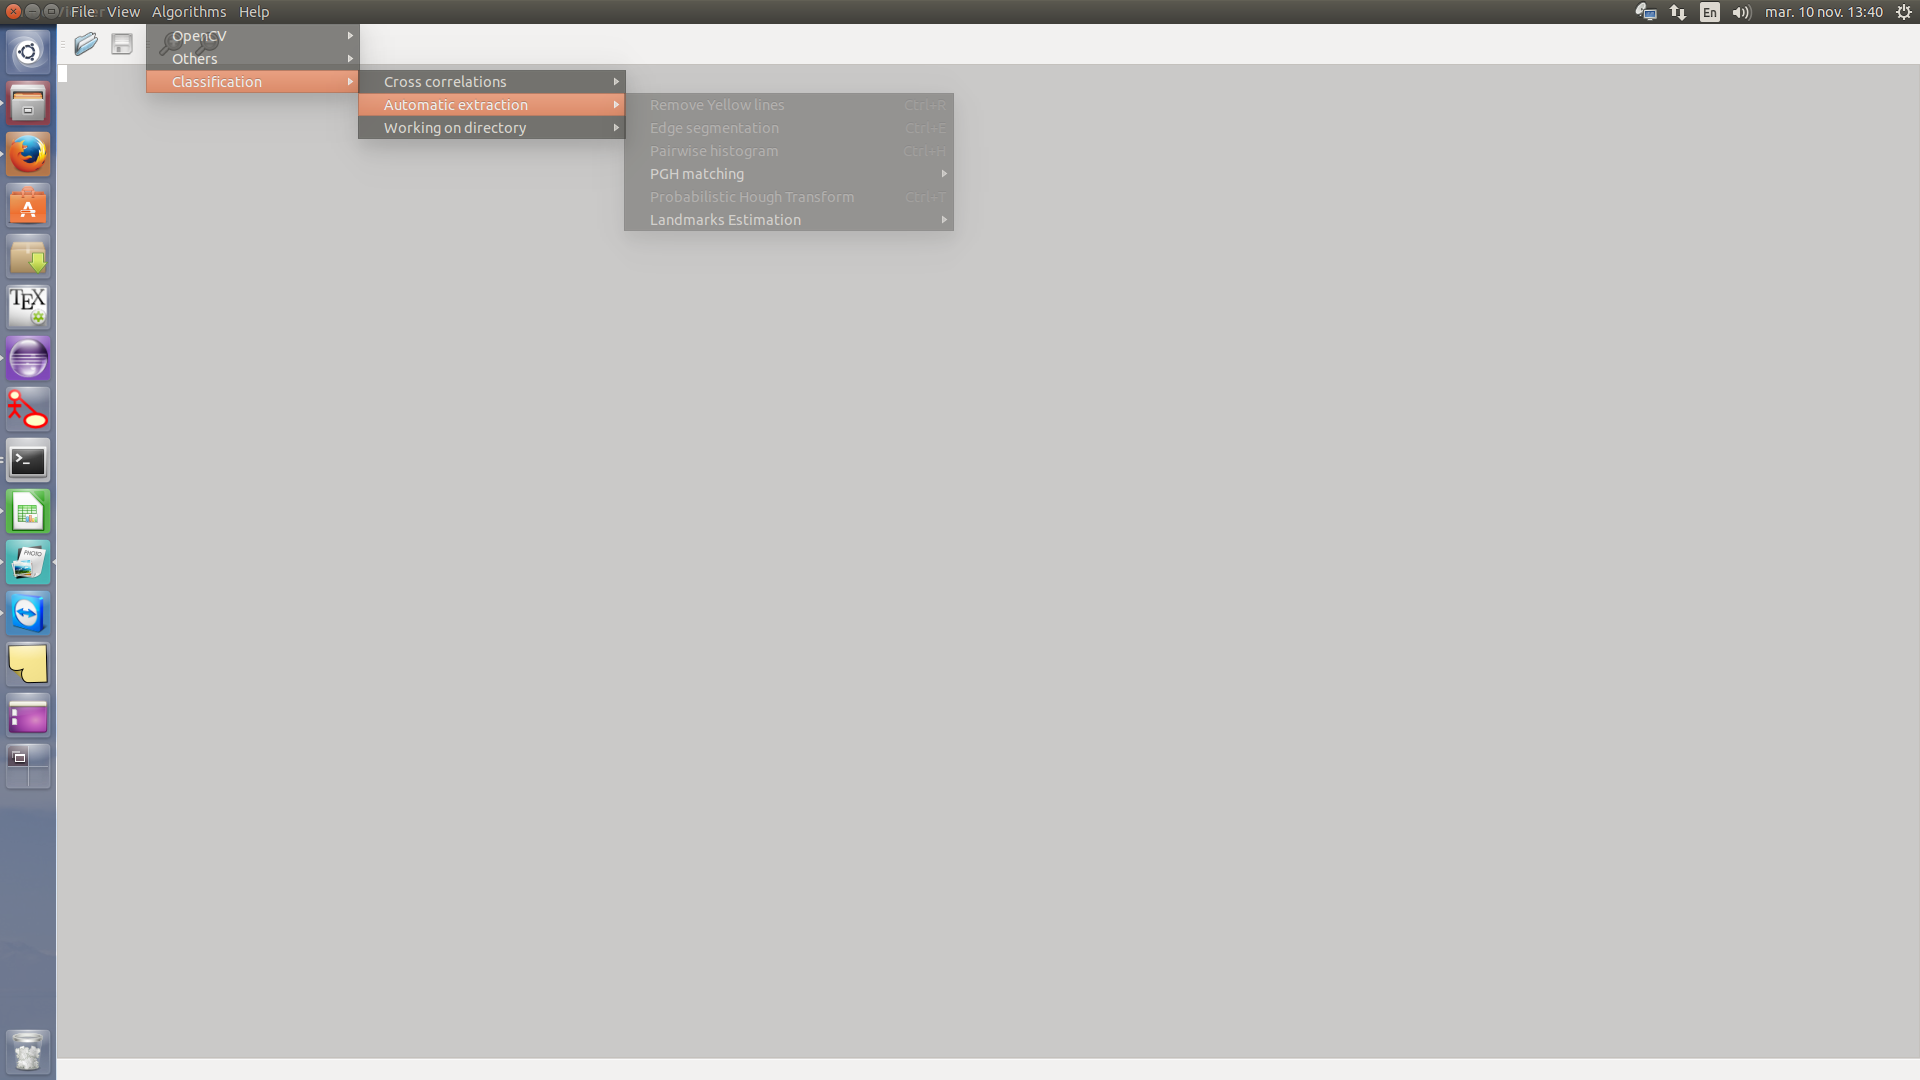 File View Algorithms Help
En mar. 10 nov. 13:40
OpenCV
Others
Classification
Cross correlations
Automatic extraction
Working on directory
Remove Yellow lines Ctrl+R
Edge segmentation Ctrl+E
Pairwise histogram Ctrl+H
PGH matching
Probabilistic Hough Transform Ctrl+T
Landmarks Estimation
TEX
PHOTO